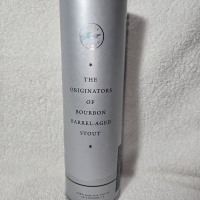 THE
ORIGINATORS
OF
BOURBON
BARREL-AGED
STOUT